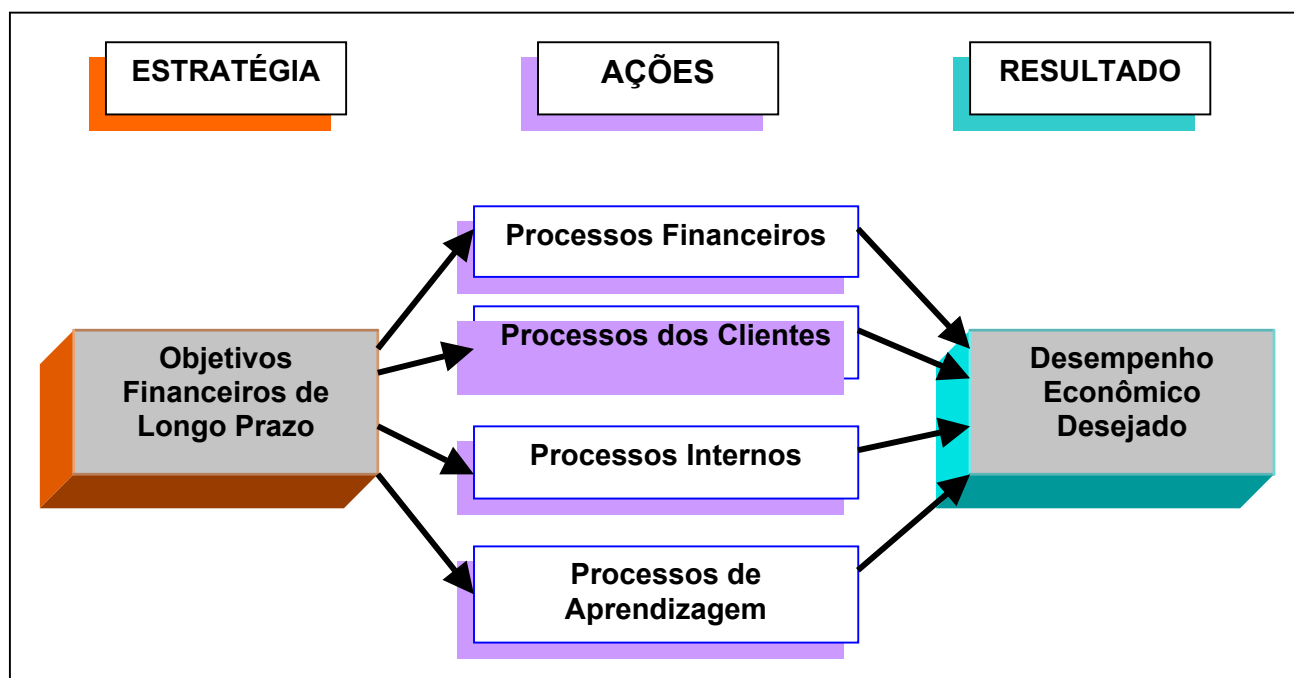 ESTRATÉGIA
AÇÕES
RESULTADO
Objetivos
Financeiros de
Longo Prazo
Processos Financeiros
Processos dos Clientes
Processos Internos
Processos de
Aprendizagem
Desempenho
Econômico
Desejado